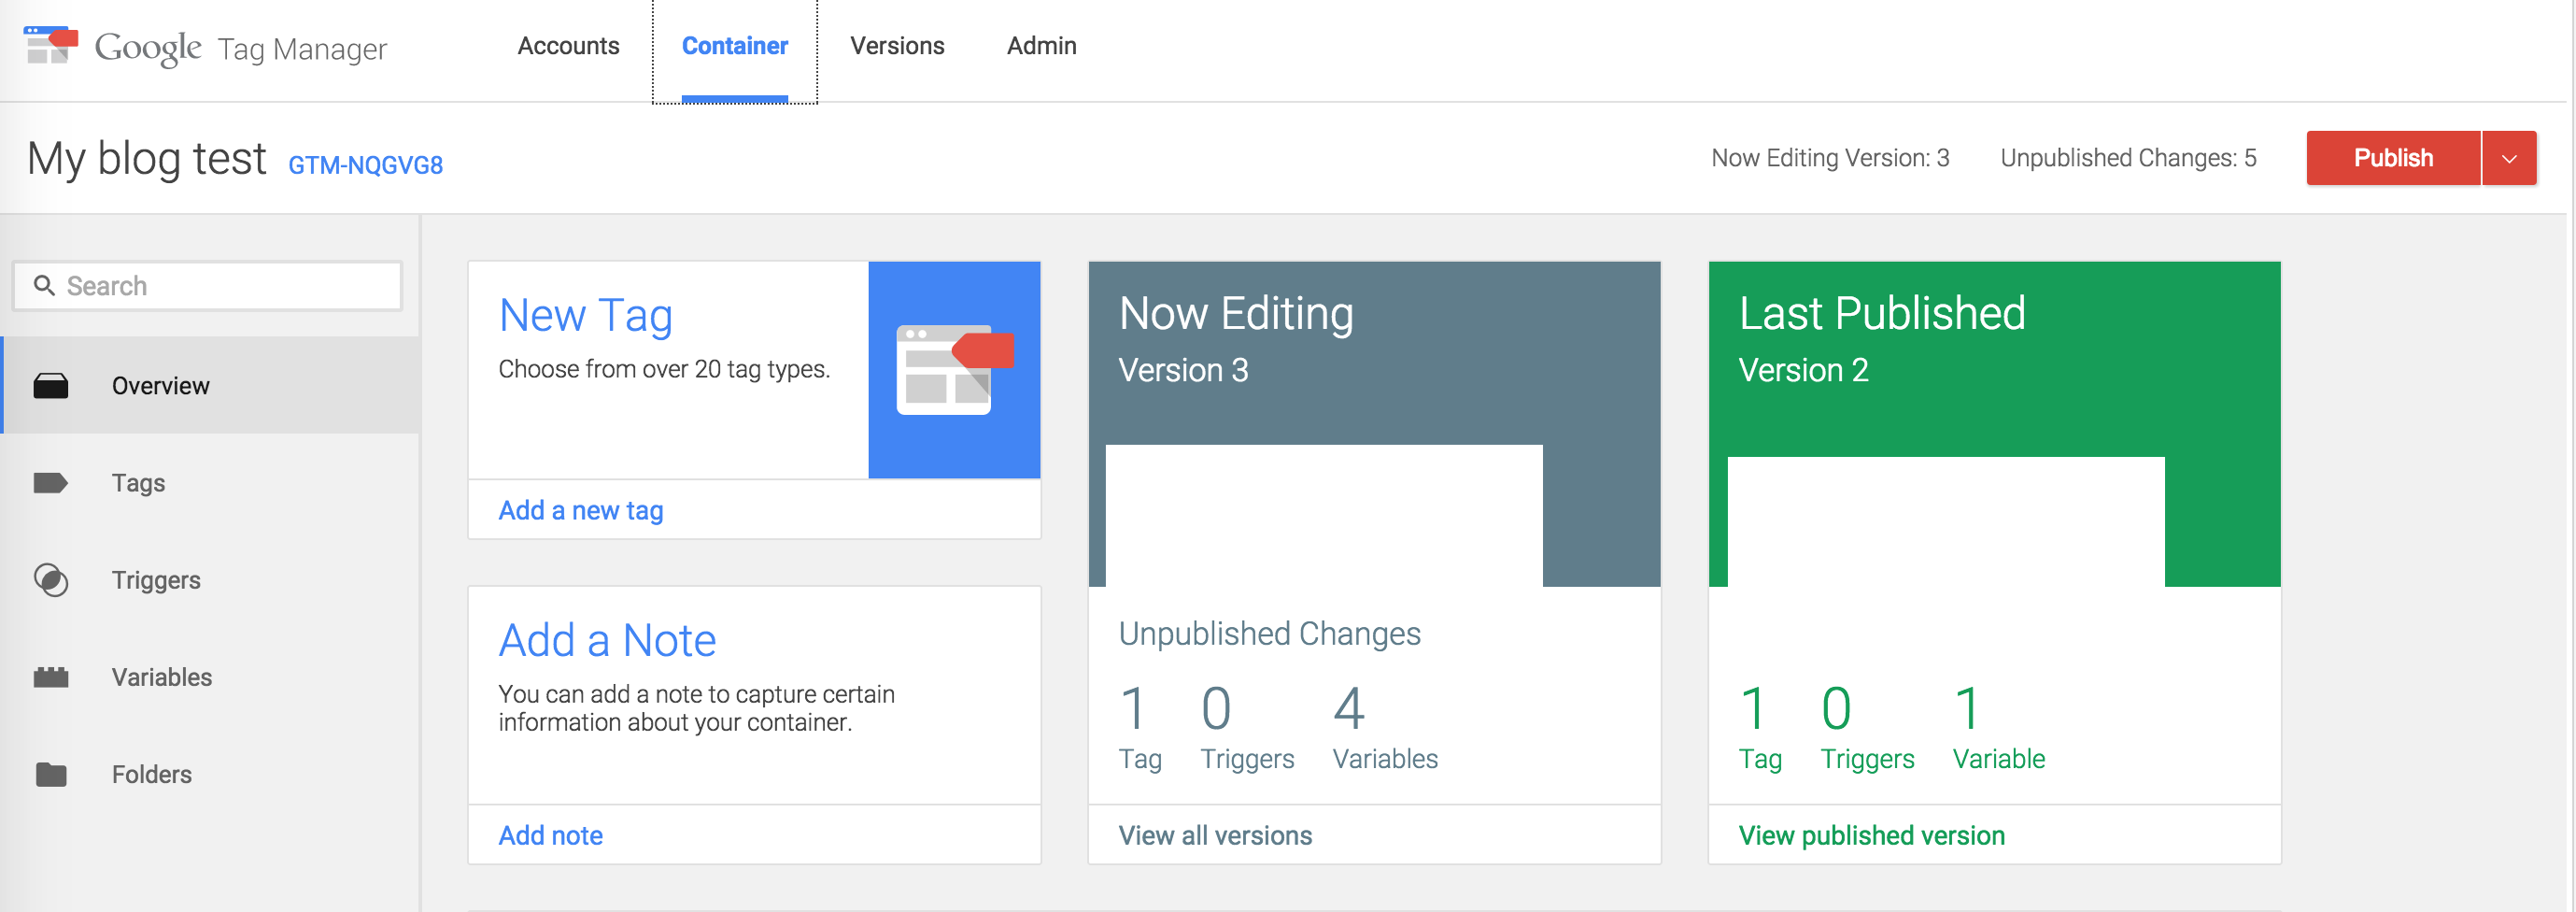 Google Tag Manager
Accounts
Container
Versions
Admin
My blog test GTM-NQGVG8
Now Editing Version: 3
Unpublished Changes: 5
Publish
Search
Overview
Tags
Triggers
Variables
Folders
New Tag
Choose from over 20 tag types.
Add a new tag
Add a Note
You can add a note to capture certain
information about your container.
Add note
Now Editing
Version 3
Unpublished Changes
1 0 4
Tag Triggers Variables
View all versions
Last Published
Version 2
1 0 1
Tag Triggers Variable
View published version